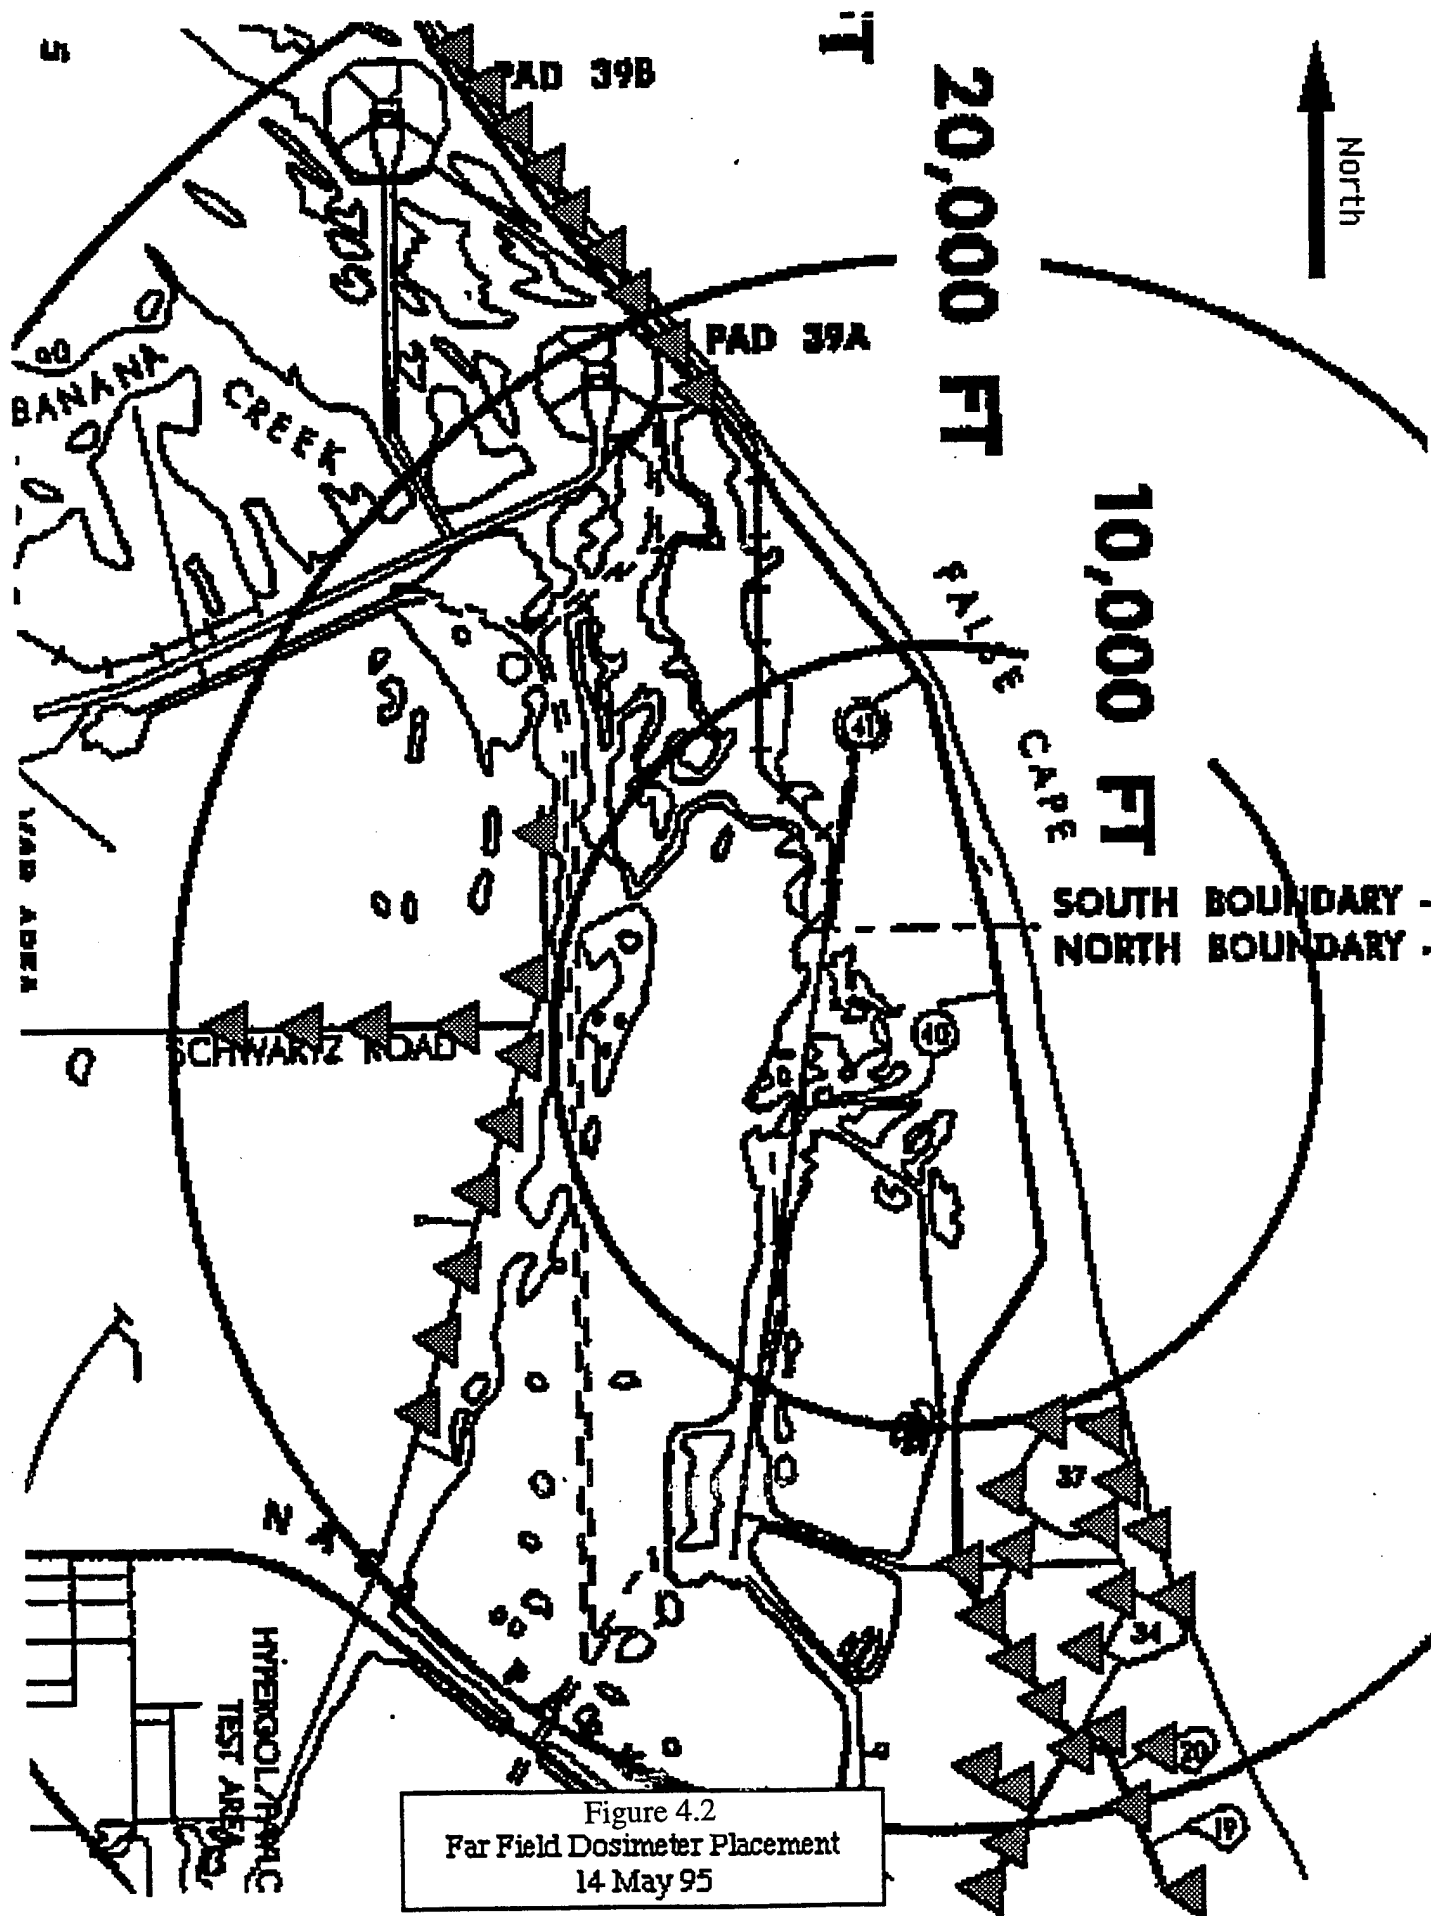 PAD 39B
20,000 FT
North
PAD 39A
BANANA
CREEK
10,000 FT
FALSE CAPE
41
SOUTH BOUNDARY -
NORTH BOUNDARY -
40
SCHWARTZ ROAD
37
34
20
19
HYPERGOL/PAYLC
TEST AREA
Figure 4.2
Far Field Dosimeter Placement
14 May 95